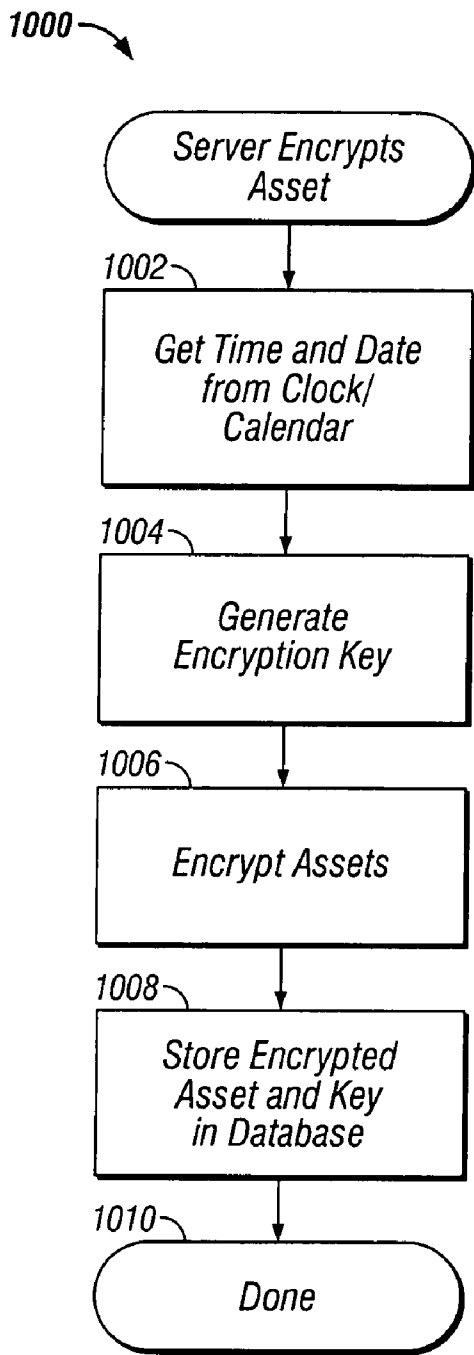 1000
Server Encrypts
Asset
1002
Get Time and Date
from Clock/
Calendar
1004
Generate
Encryption Key
1006
Encrypt Assets
1008
Store Encrypted
Asset and Key
in Database
1010
Done